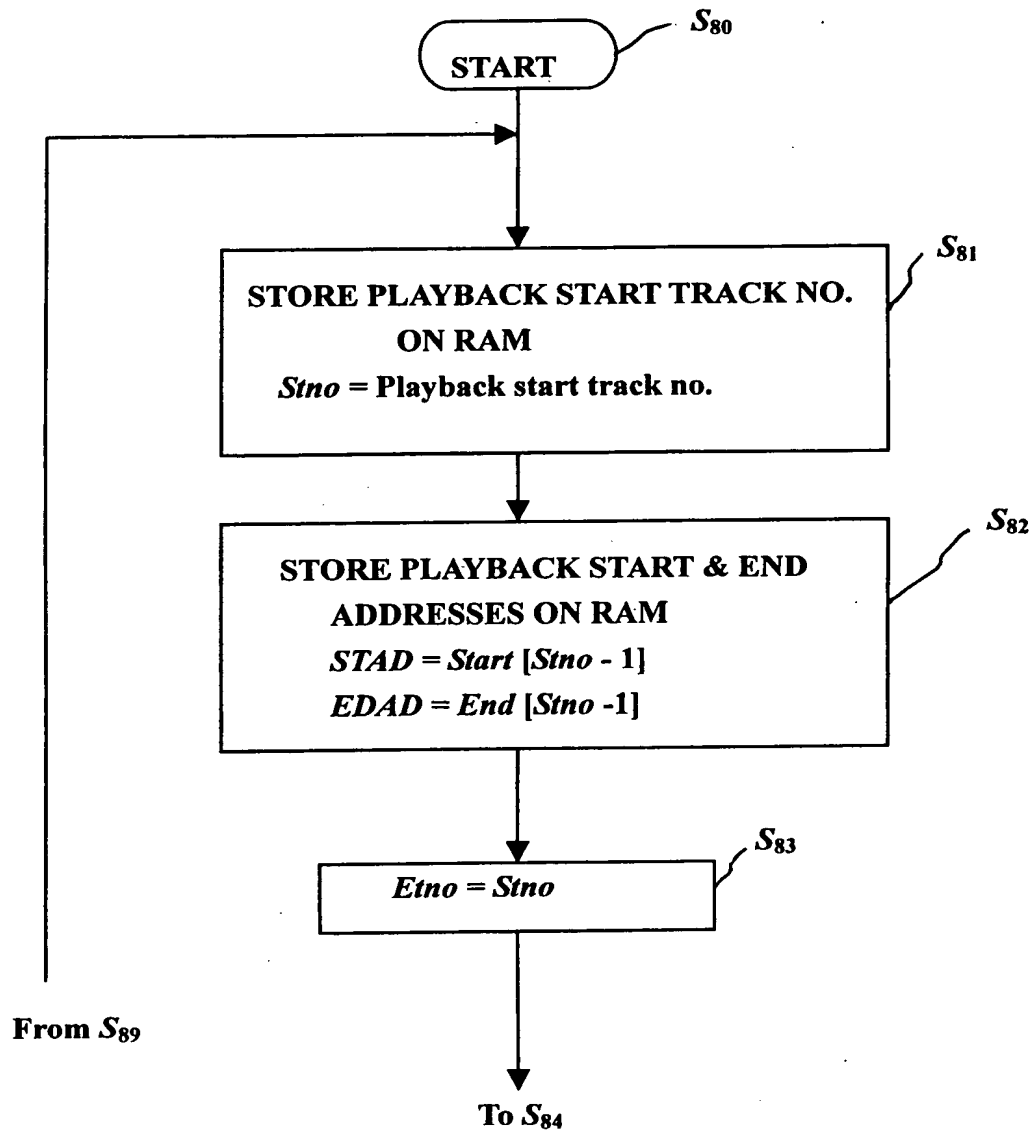 S80
START
S81
STORE PLAYBACK START TRACK NO.
ON RAM
Stno = Playback start track no.
S82
STORE PLAYBACK START & END
ADDRESSES ON RAM
STAD = Start [Stno - 1]
EDAD = End [Stno -1]
S83
Etno = Stno
From S89
To S84